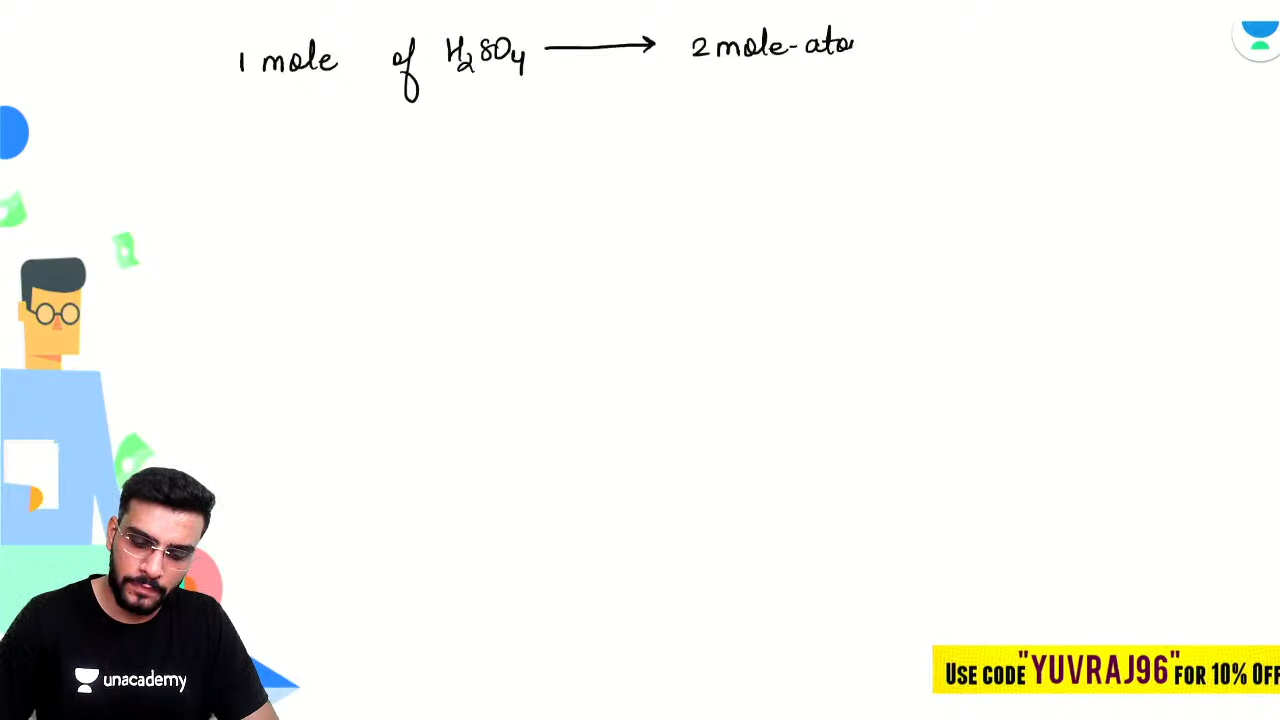 1 mole of H₂SO₄ ⟶ 2 mole-ato
unacademy
USE CODE "YUVRAJ96" FOR 10% OFF